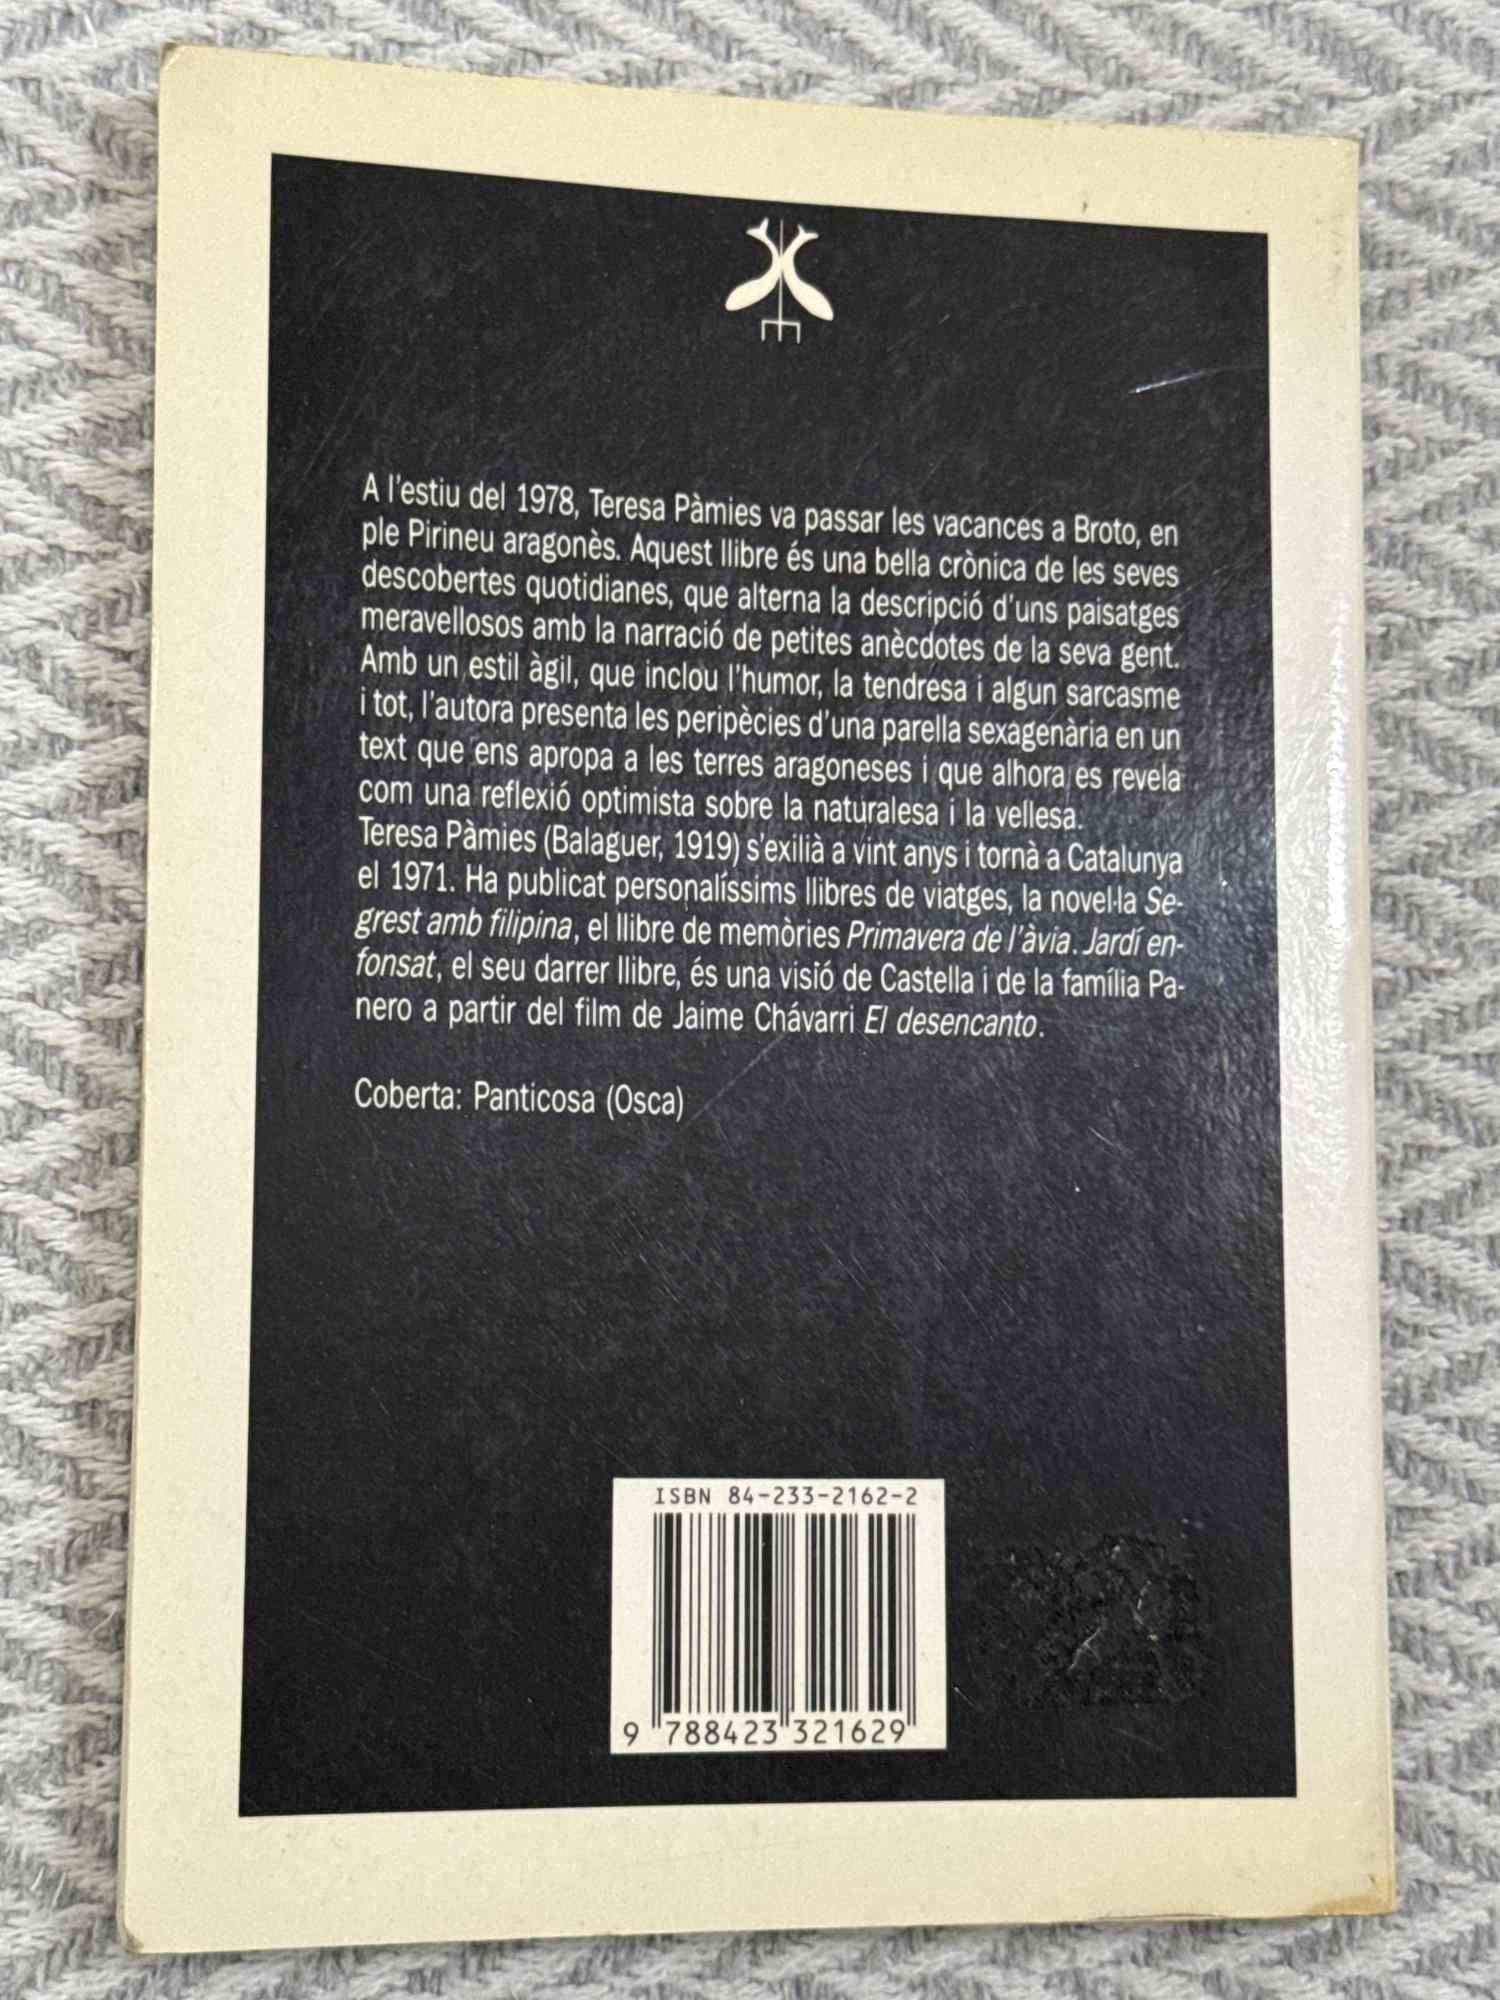 A l'estiu del 1978, Teresa Pàmies va passar les vacances a Broto, en
ple Pirineu aragonès. Aquest llibre és una bella crònica de les seves
descobertes quotidianes, que alterna la descripció d'uns paisatges
meravellosos amb la narració de petites anècdotes de la seva gent.
Amb un estil àgil, que inclou l'humor, la tendresa i algun sarcasme
i tot, l'autora presenta les peripècies d'una parella sexagenària en un
text que ens apropa a les terres aragoneses i que alhora es revela
com una reflexió optimista sobre la naturalesa i la vellesa.
Teresa Pàmies (Balaguer, 1919) s'exilià a vint anys i tornà a Catalunya
el 1971. Ha publicat personalíssims llibres de viatges, la novel·la Se-
grest amb filipina, el llibre de memòries Primavera de l'àvia. Jardí en-
fonsat, el seu darrer llibre, és una visió de Castella i de la família Pa-
nero a partir del film de Jaime Chávarri El desencanto.
Coberta: Panticosa (Osca)
ISBN 84-233-2162-2
9 788423 321629